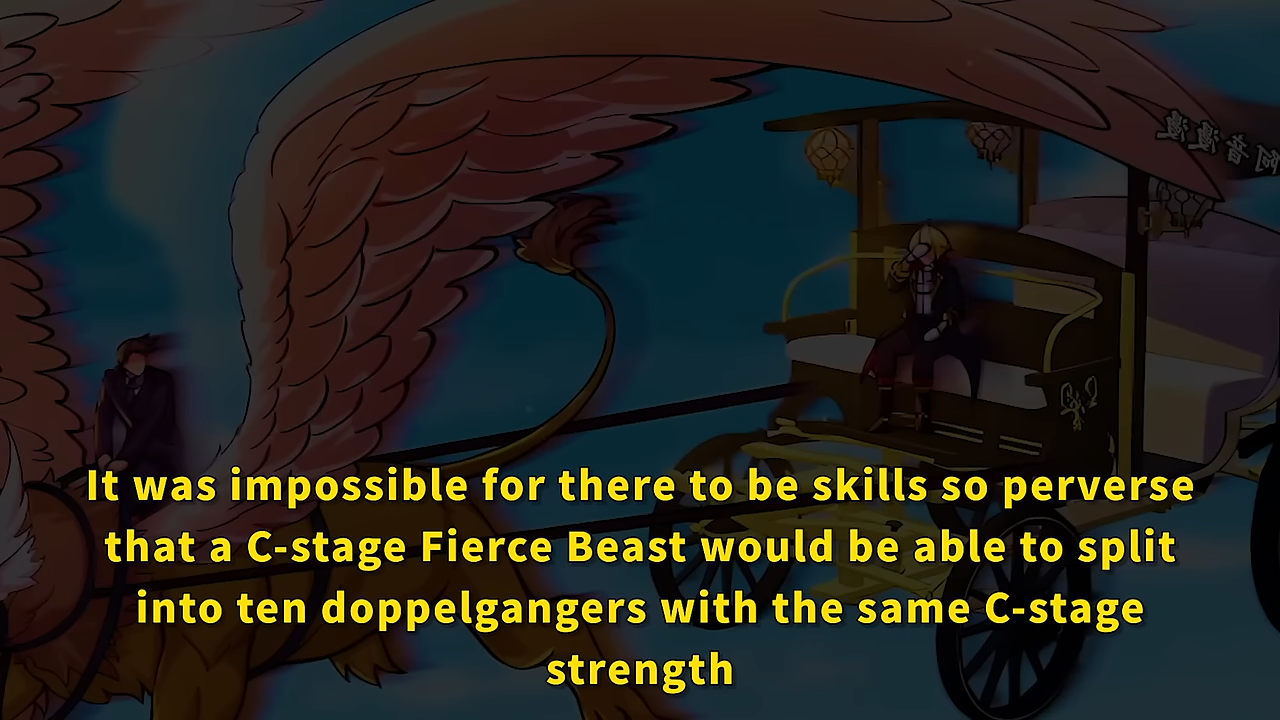 It was impossible for there to be skills so perverse
that a C-stage Fierce Beast would be able to split
into ten doppelgangers with the same C-stage
strength